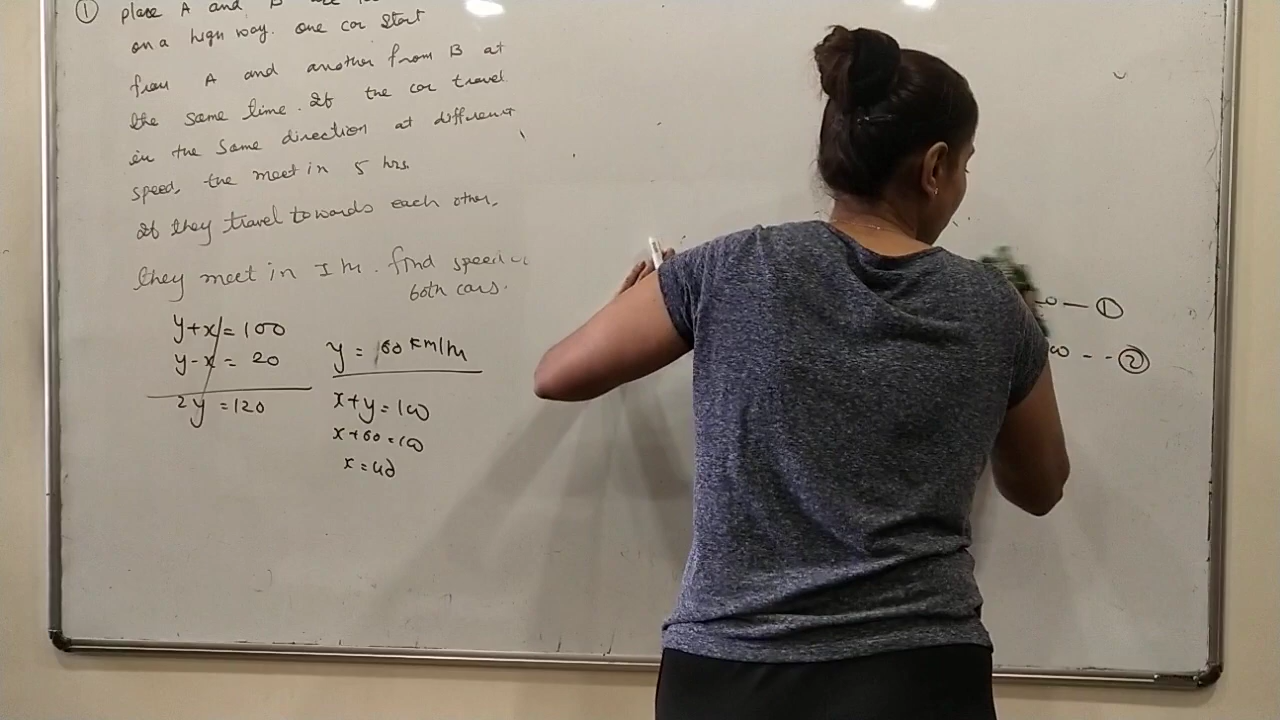 ① place A and B are
on a high way. one car start
from A and another from B at
the same time. If the car travel
in the same direction at different
speed, the meet in 5 hrs.
If they travel towards each other,
they meet in 1 hr. find speed
both cars.
y+x=100
y-x = 20
2y =120
y = 60 km/h
x+y=100
x+60=100
x=40
0 — ①
00 - - ②